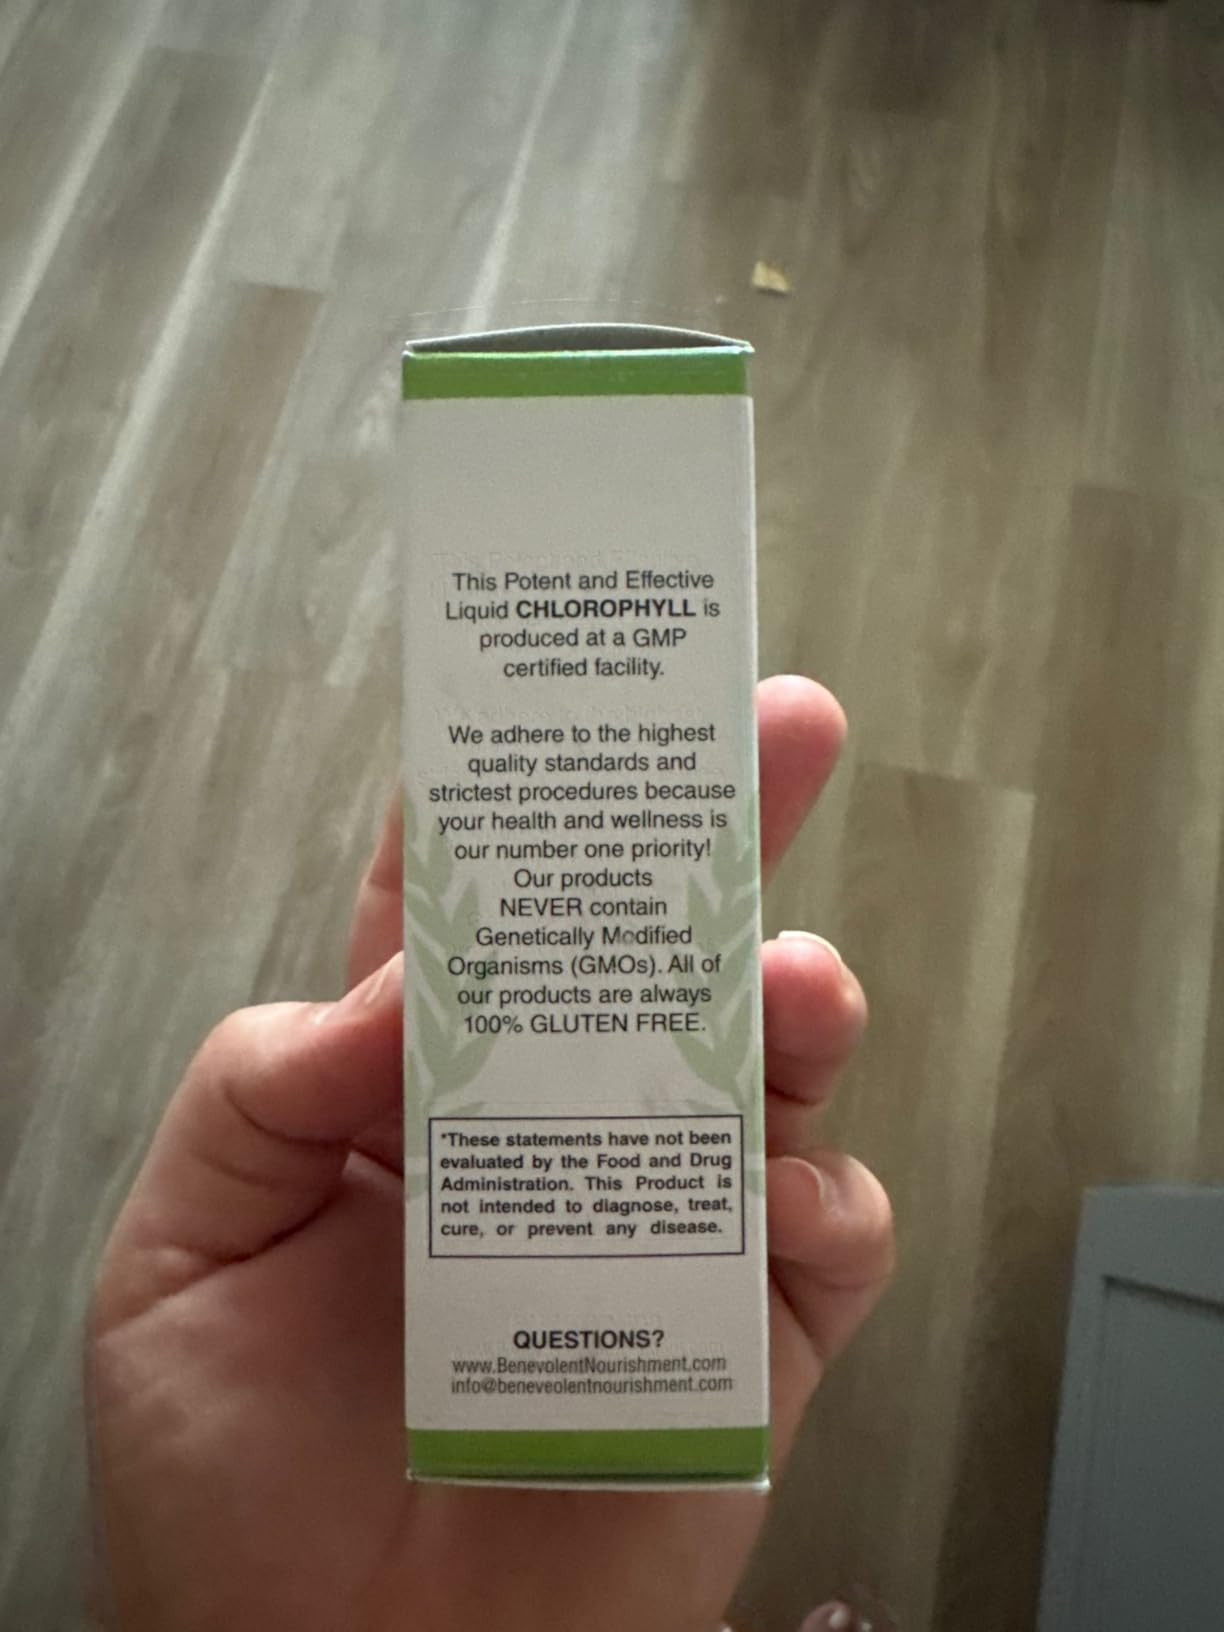 This Potent and Effective
Liquid CHLOROPHYLL is
produced at a GMP
certified facility.
We adhere to the highest
quality standards and
strictest procedures because
your health and wellness is
our number one priority!
Our products
NEVER contain
Genetically Modified
Organisms (GMOs). All of
our products are always
100% GLUTEN FREE.
*These statements have not been
evaluated by the Food and Drug
Administration. This Product is
not intended to diagnose, treat,
cure, or prevent any disease.
QUESTIONS?
www.BenevolentNourishment.com
info@beneveolentnourishment.com